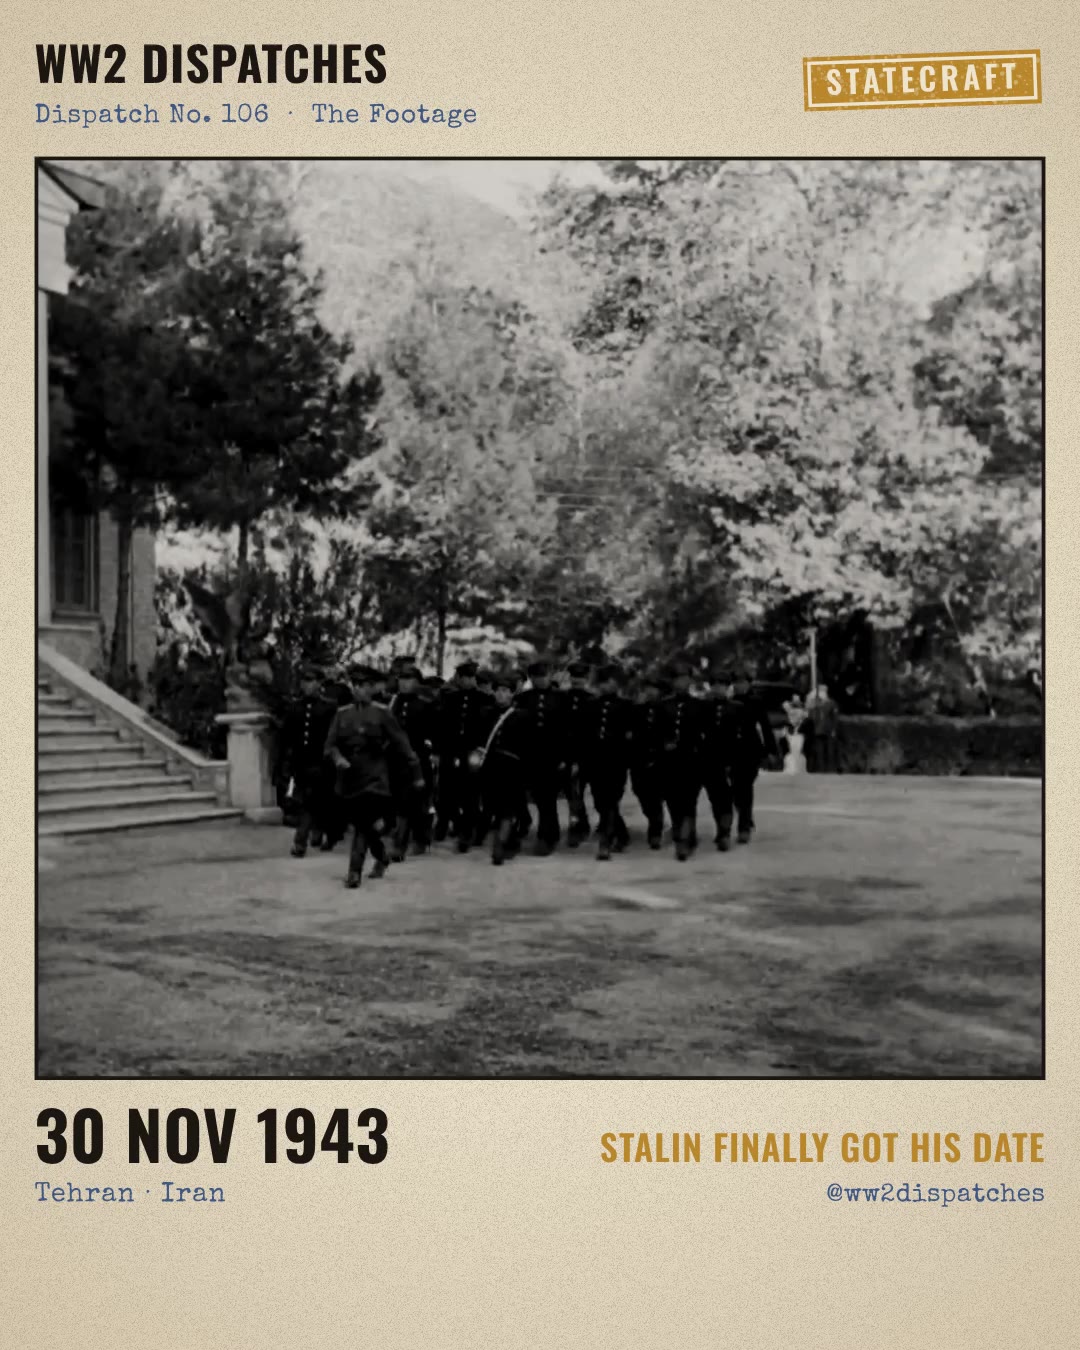 WW2 DISPATCHES
STATECRAFT
Dispatch No. 106 · The Footage
30 NOV 1943
STALIN FINALLY GOT HIS DATE
Tehran · Iran
@ww2dispatches